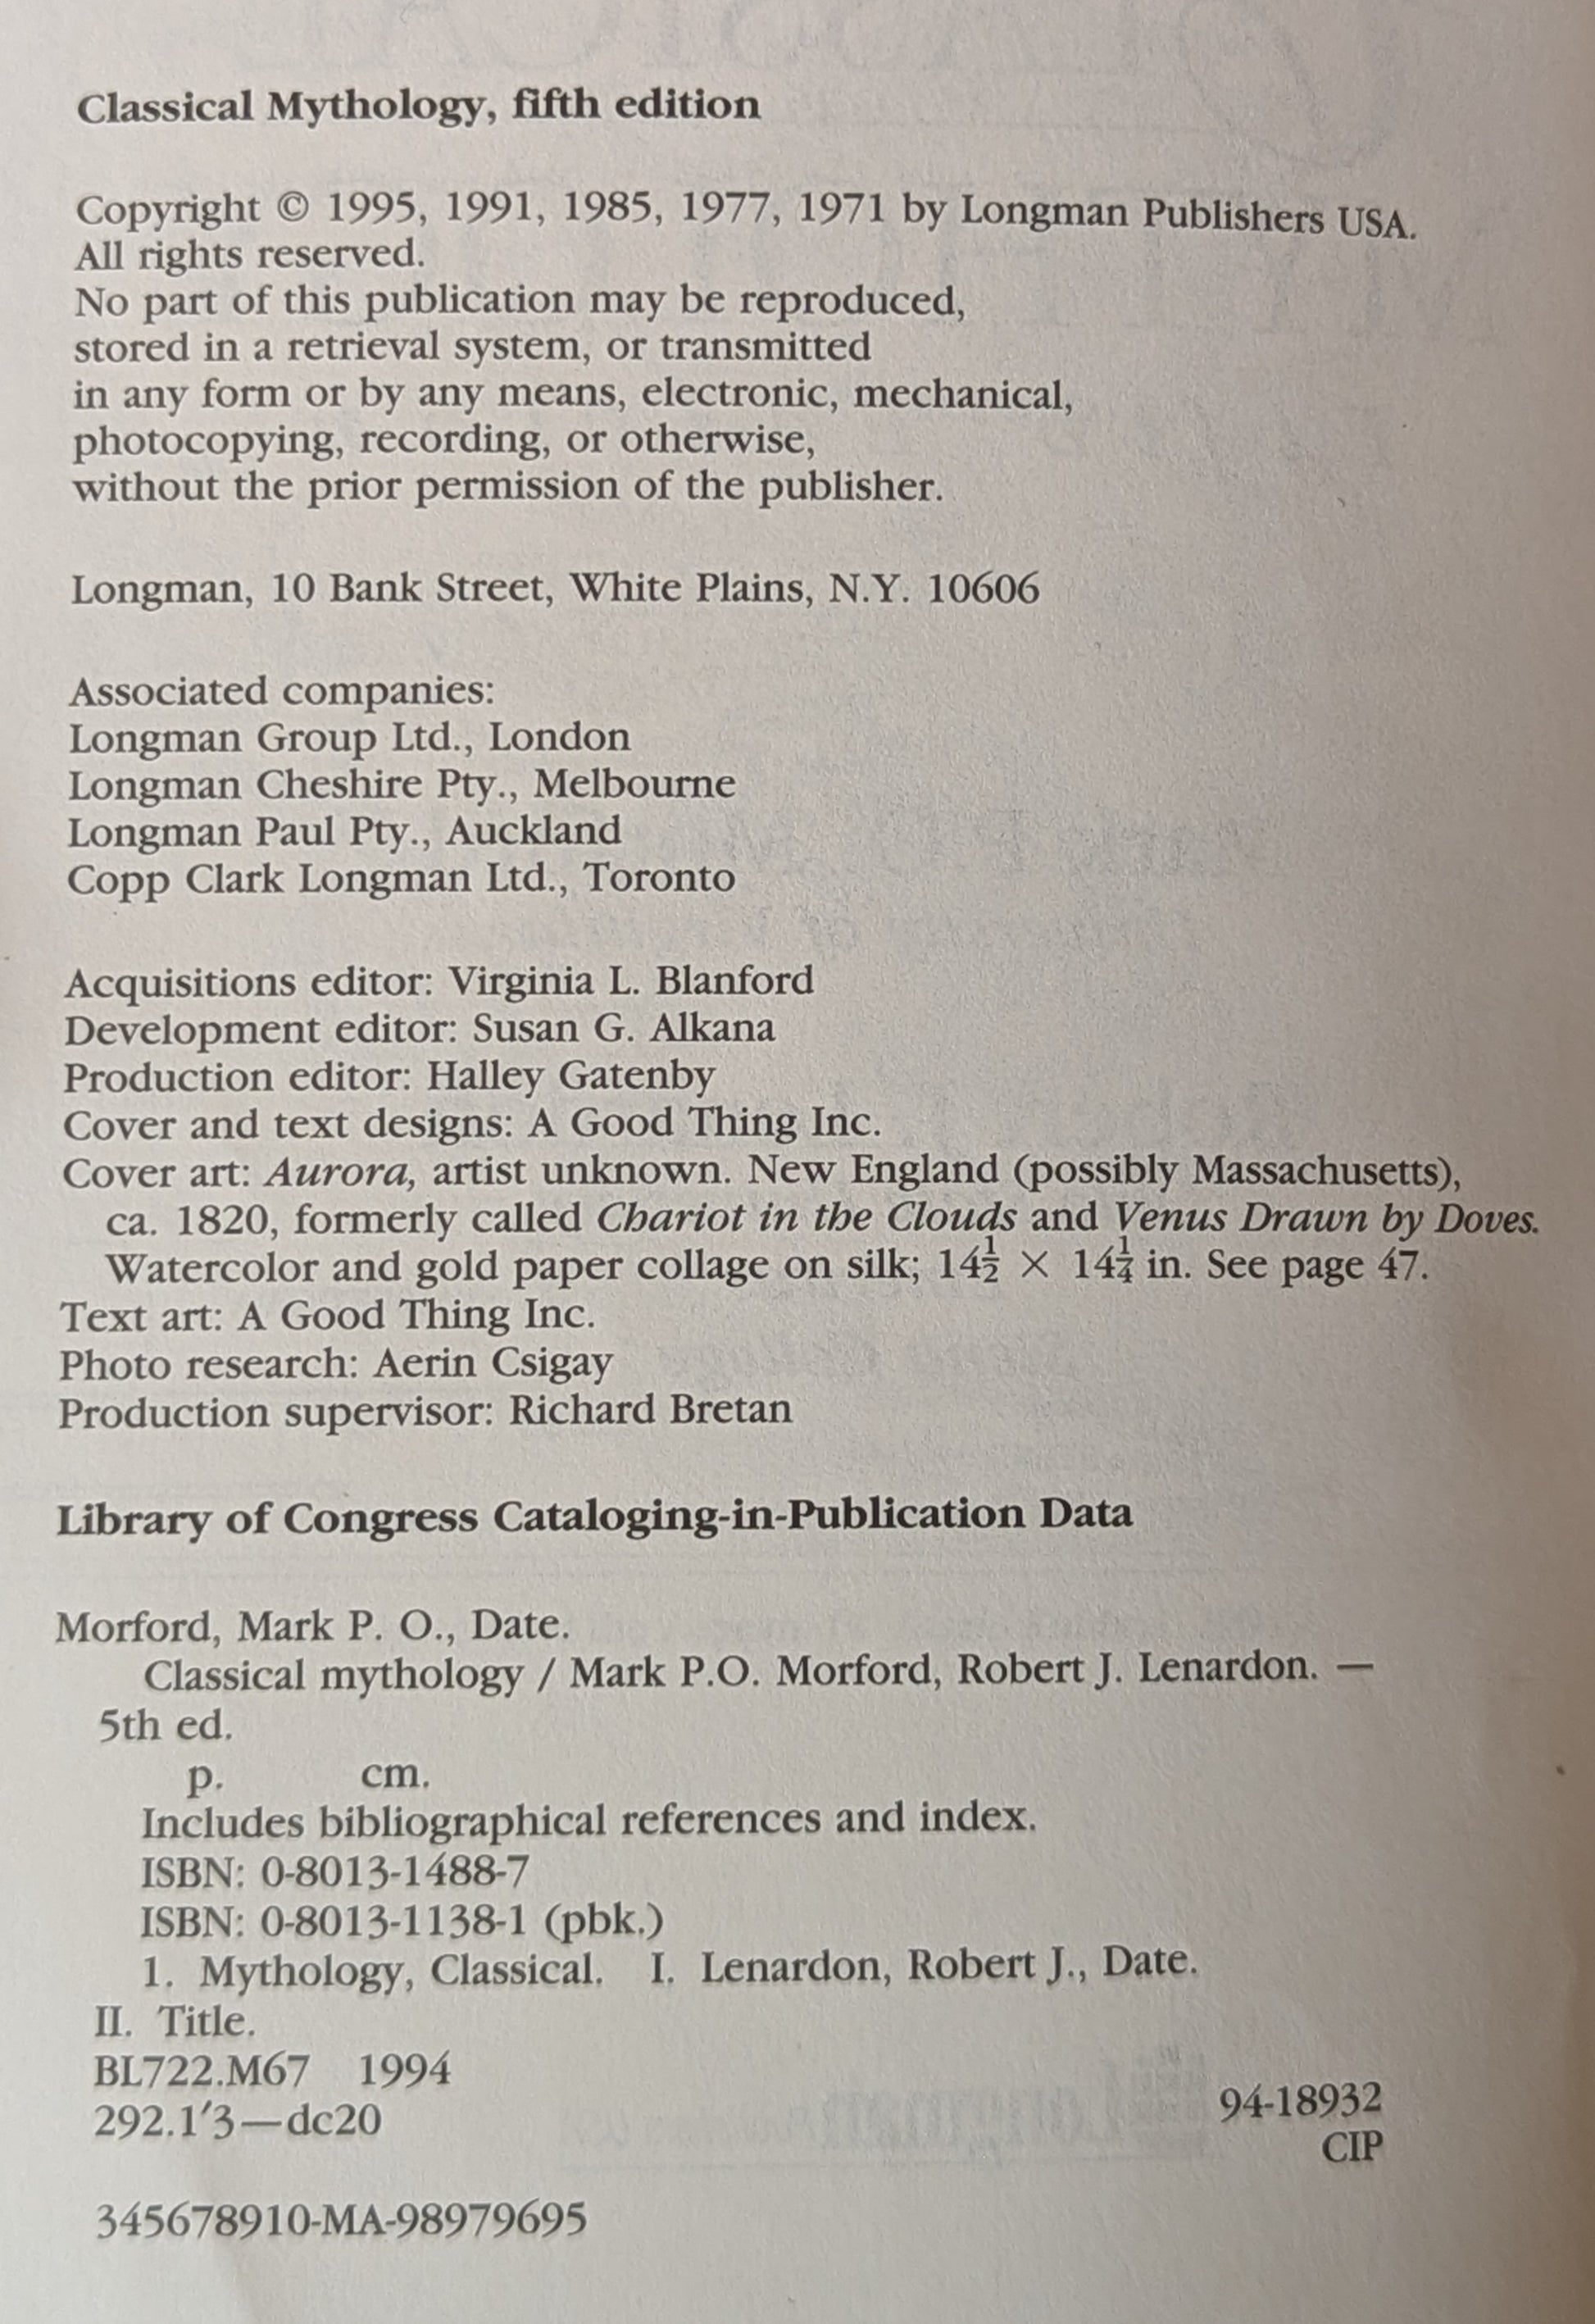 Classical Mythology, fifth edition
Copyright © 1995, 1991, 1985, 1977, 1971 by Longman Publishers USA.
All rights reserved.
No part of this publication may be reproduced,
stored in a retrieval system, or transmitted
in any form or by any means, electronic, mechanical,
photocopying, recording, or otherwise,
without the prior permission of the publisher.
Longman, 10 Bank Street, White Plains, N.Y. 10606
Associated companies:
Longman Group Ltd., London
Longman Cheshire Pty., Melbourne
Longman Paul Pty., Auckland
Copp Clark Longman Ltd., Toronto
Acquisitions editor: Virginia L. Blanford
Development editor: Susan G. Alkana
Production editor: Halley Gatenby
Cover and text designs: A Good Thing Inc.
Cover art: Aurora, artist unknown. New England (possibly Massachusetts),
ca. 1820, formerly called Chariot in the Clouds and Venus Drawn by Doves.
Watercolor and gold paper collage on silk; 14½ × 14¼ in. See page 47.
Text art: A Good Thing Inc.
Photo research: Aerin Csigay
Production supervisor: Richard Bretan
Library of Congress Cataloging-in-Publication Data
Morford, Mark P. O., Date.
Classical mythology / Mark P.O. Morford, Robert J. Lenardon. —
5th ed.
p. cm.
Includes bibliographical references and index.
ISBN: 0-8013-1488-7
ISBN: 0-8013-1138-1 (pbk.)
1. Mythology, Classical. I. Lenardon, Robert J., Date.
II. Title.
BL722.M67 1994
292.1′3—dc20
94-18932
CIP
345678910-MA-98979695